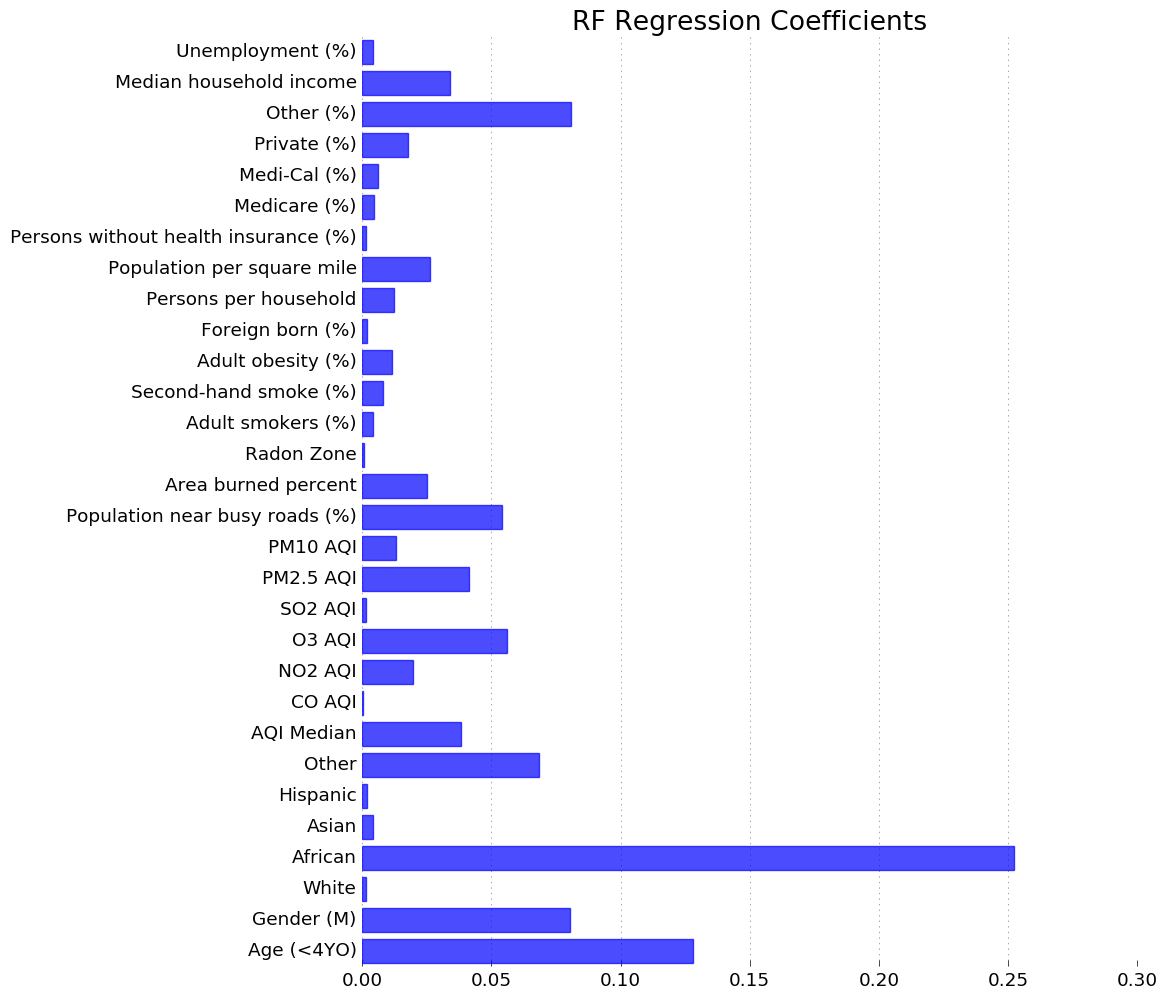 RF Regression Coefficients
Unemployment (%)
Median household income
Other (%)
Private (%)
Medi-Cal (%)
Medicare (%)
Persons without health insurance (%)
Population per square mile
Persons per household
Foreign born (%)
Adult obesity (%)
Second-hand smoke (%)
Adult smokers (%)
Radon Zone
Area burned percent
Population near busy roads (%)
PM10 AQI
PM2.5 AQI
SO2 AQI
O3 AQI
NO2 AQI
CO AQI
AQI Median
Other
Hispanic
Asian
African
White
Gender (M)
Age (<4YO)
0.00 0.05 0.10 0.15 0.20 0.25 0.30